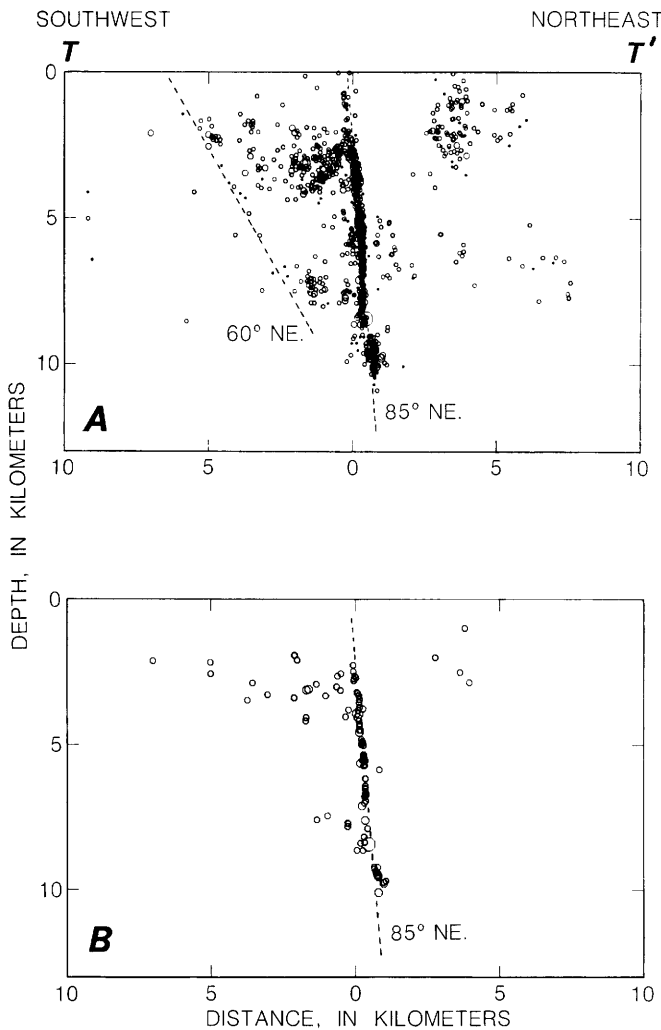 SOUTHWEST NORTHEAST
T T'
0
5
10
60° NE.
85° NE.
A
10 5 0 5 10
DEPTH, IN KILOMETERS
0
5
10
85° NE.
B
10 5 0 5 10
DISTANCE, IN KILOMETERS